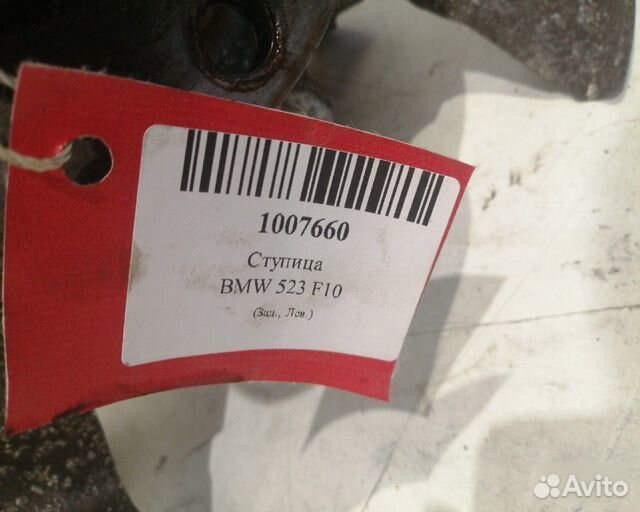 1007660
Ступица
BMW 523 F10
(Зад., Лев.)
Avito